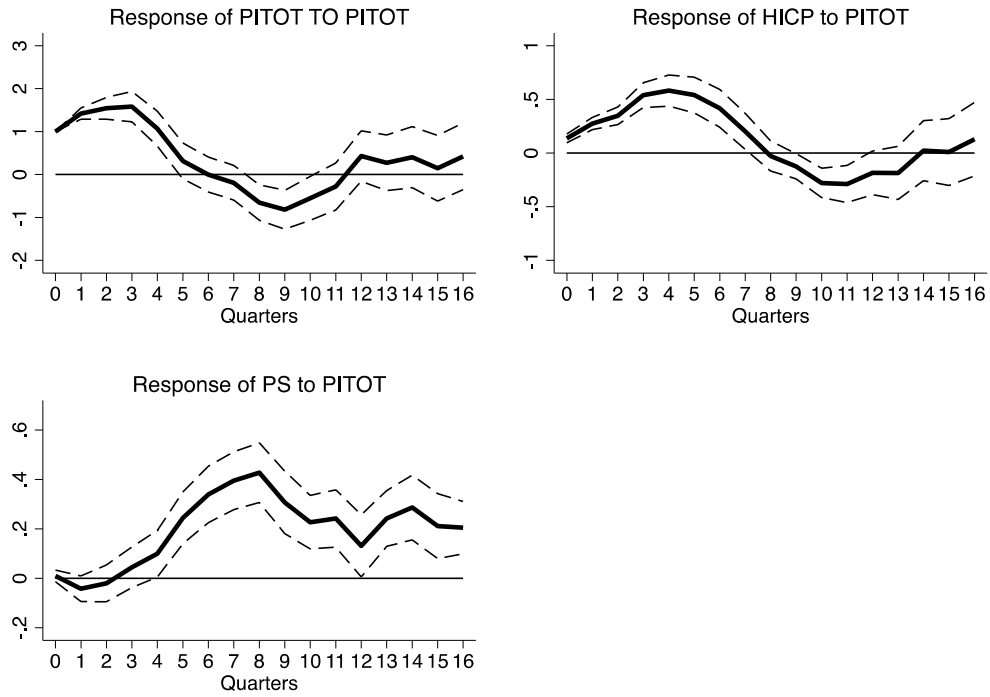 Response of PITOT TO PITOT
3
2
1
0
-1
-2
0 1 2 3 4 5 6 7 8 9 10 11 12 13 14 15 16
Quarters
Response of HICP to PITOT
1
.5
0
-.5
-1
0 1 2 3 4 5 6 7 8 9 10 11 12 13 14 15 16
Quarters
Response of PS to PITOT
.6
.4
.2
0
-.2
0 1 2 3 4 5 6 7 8 9 10 11 12 13 14 15 16
Quarters